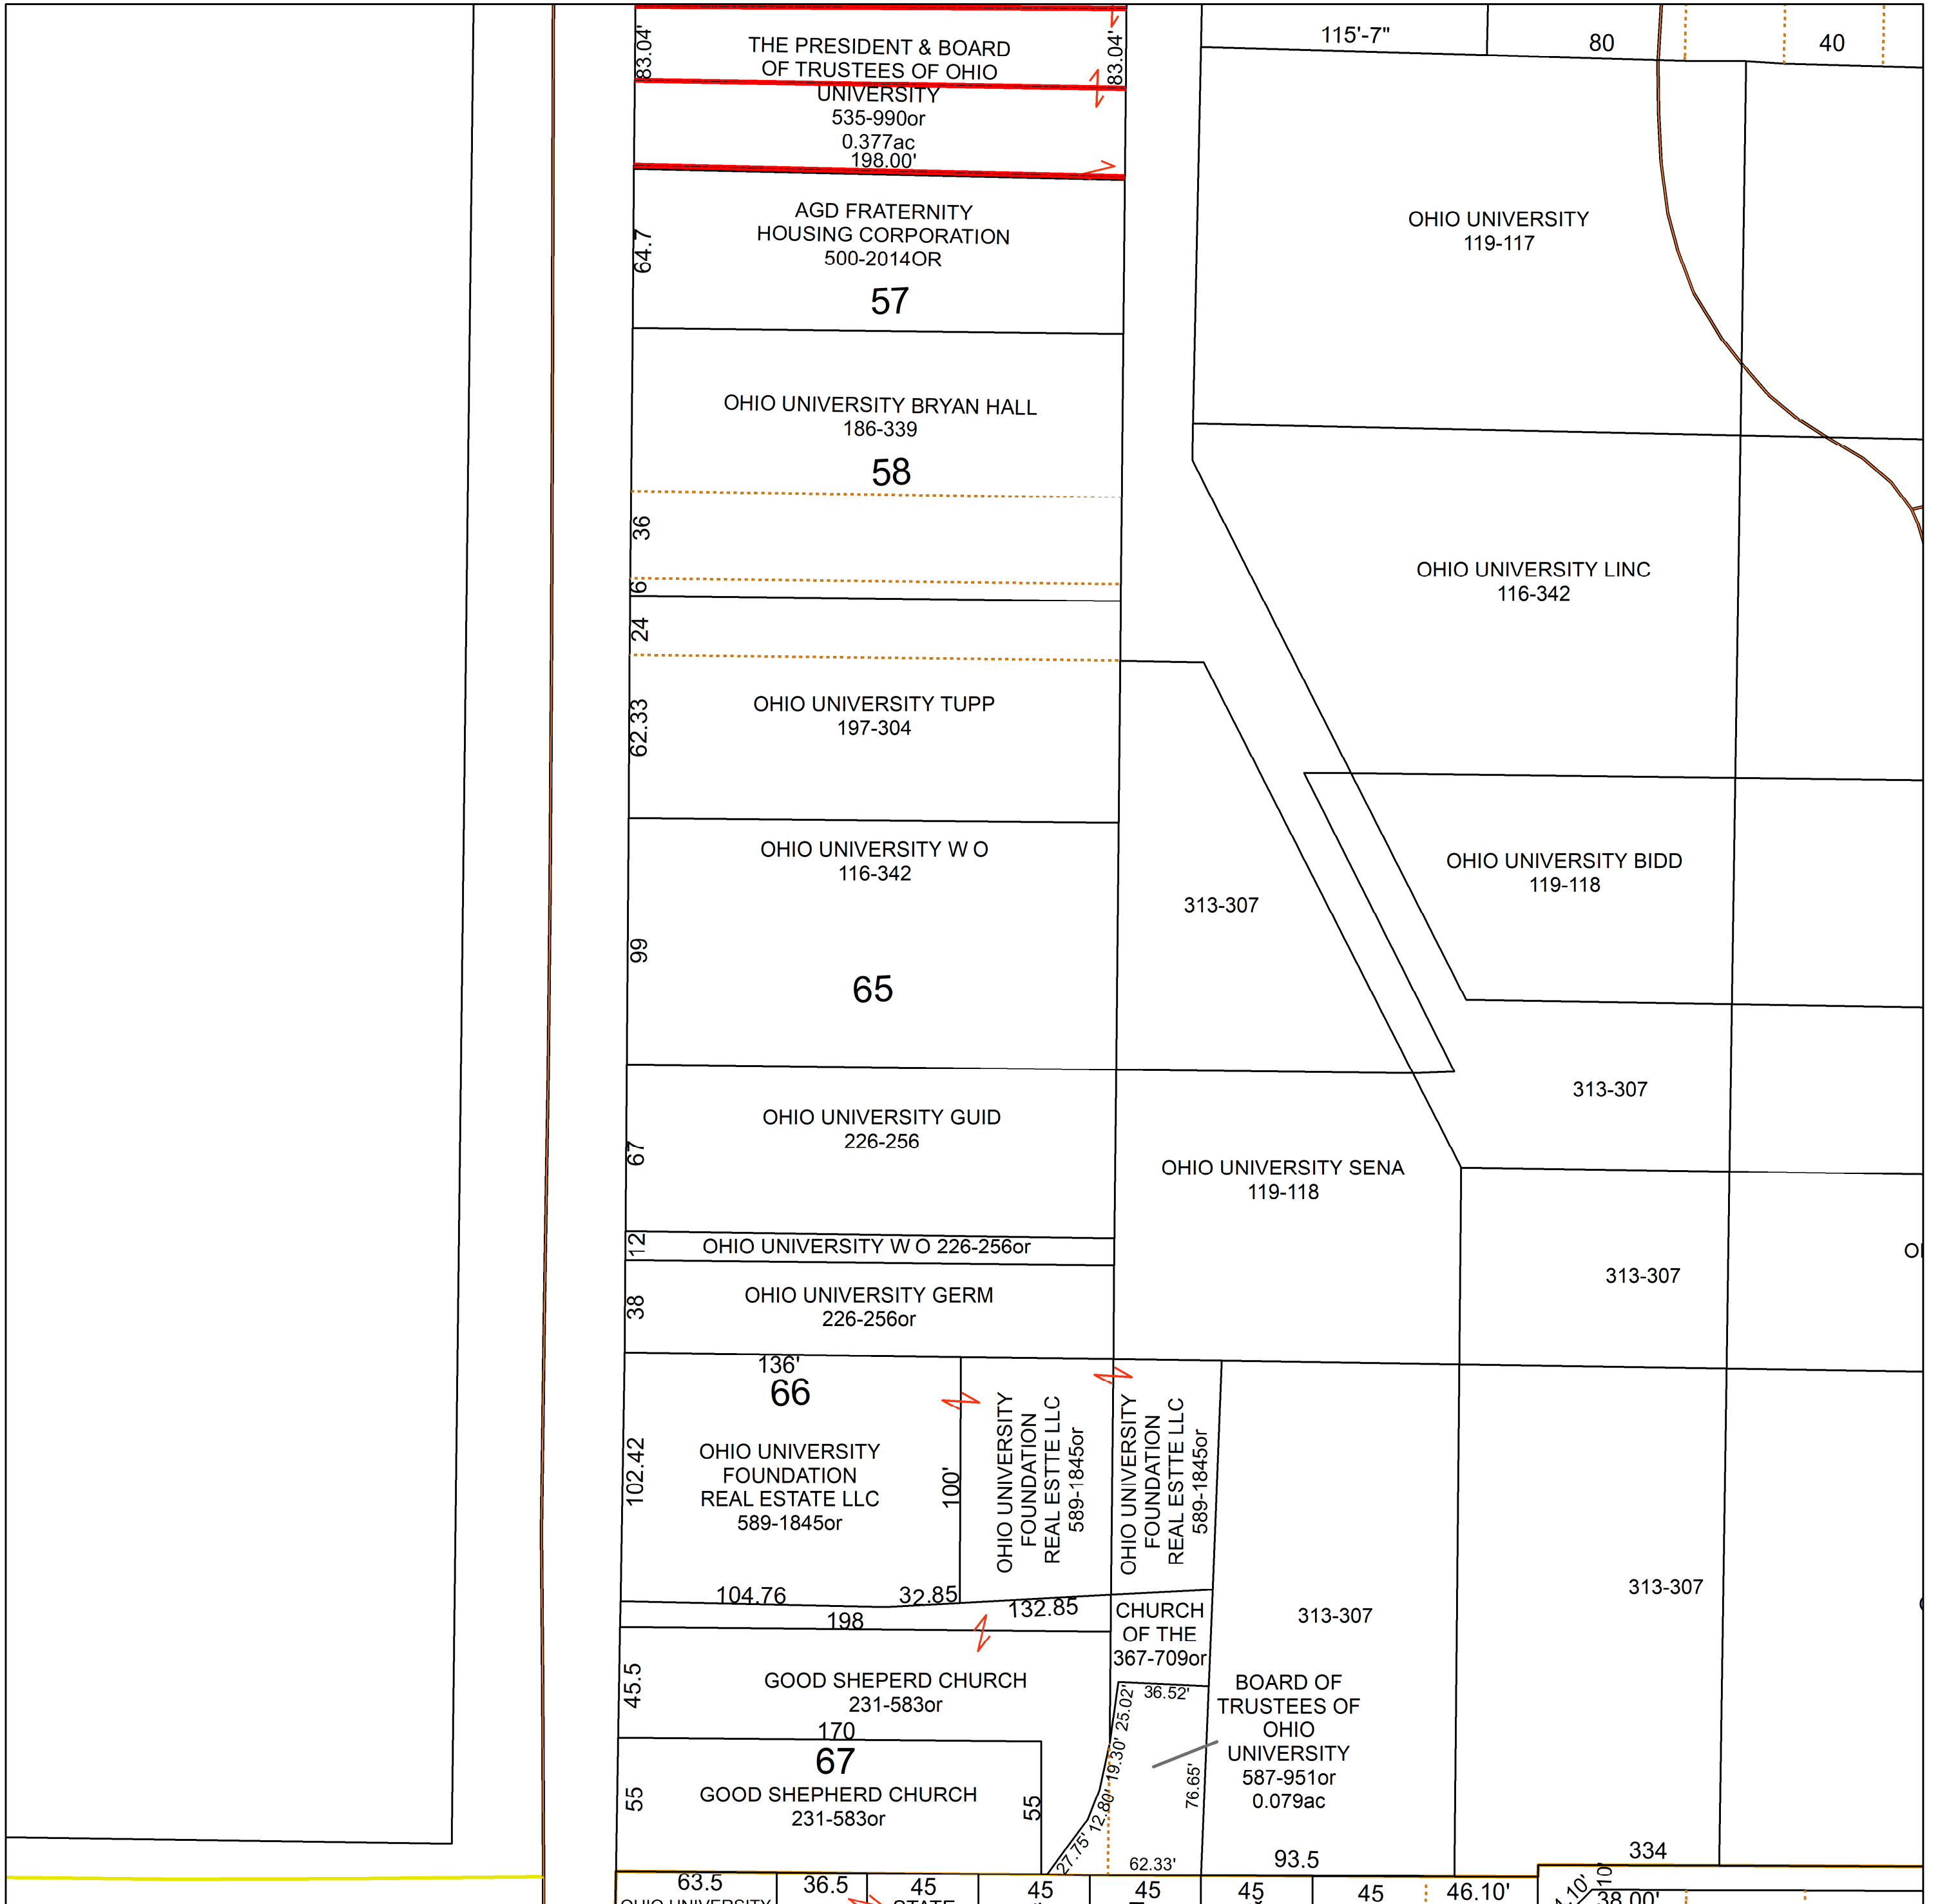 83.04'
THE PRESIDENT & BOARD
OF TRUSTEES OF OHIO
UNIVERSITY
535-990or
0.377ac
198.00'
83.04'
115'-7"
80
40
64.7
AGD FRATERNITY
HOUSING CORPORATION
500-2014OR
57
OHIO UNIVERSITY
119-117
OHIO UNIVERSITY BRYAN HALL
186-339
58
36
6
OHIO UNIVERSITY LINC
116-342
24
62.33
OHIO UNIVERSITY TUPP
197-304
OHIO UNIVERSITY W O
116-342
99
65
313-307
OHIO UNIVERSITY BIDD
119-118
313-307
67
OHIO UNIVERSITY GUID
226-256
OHIO UNIVERSITY SENA
119-118
12
OHIO UNIVERSITY W O 226-256or
38
OHIO UNIVERSITY GERM
226-256or
313-307
136'
66
102.42
OHIO UNIVERSITY
FOUNDATION
REAL ESTATE LLC
589-1845or
100'
OHIO UNIVERSITY
FOUNDATION
REAL ESTTE LLC
589-1845or
OHIO UNIVERSITY
FOUNDATION
REAL ESTTE LLC
589-1845or
104.76
32.85
132.85
198
CHURCH
OF THE
367-709or
313-307
313-307
45.5
GOOD SHEPERD CHURCH
231-583or
170
67
55
GOOD SHEPHERD CHURCH
231-583or
55
36.52'
25.02'
19.30'
12.80'
27.75'
76.65'
62.33'
BOARD OF
TRUSTEES OF
OHIO
UNIVERSITY
587-951or
0.079ac
93.5
334
63.5
36.5
45
45
45
45
45
46.10'
10'
38.00'
OHIO UNIVERSITY
STATE